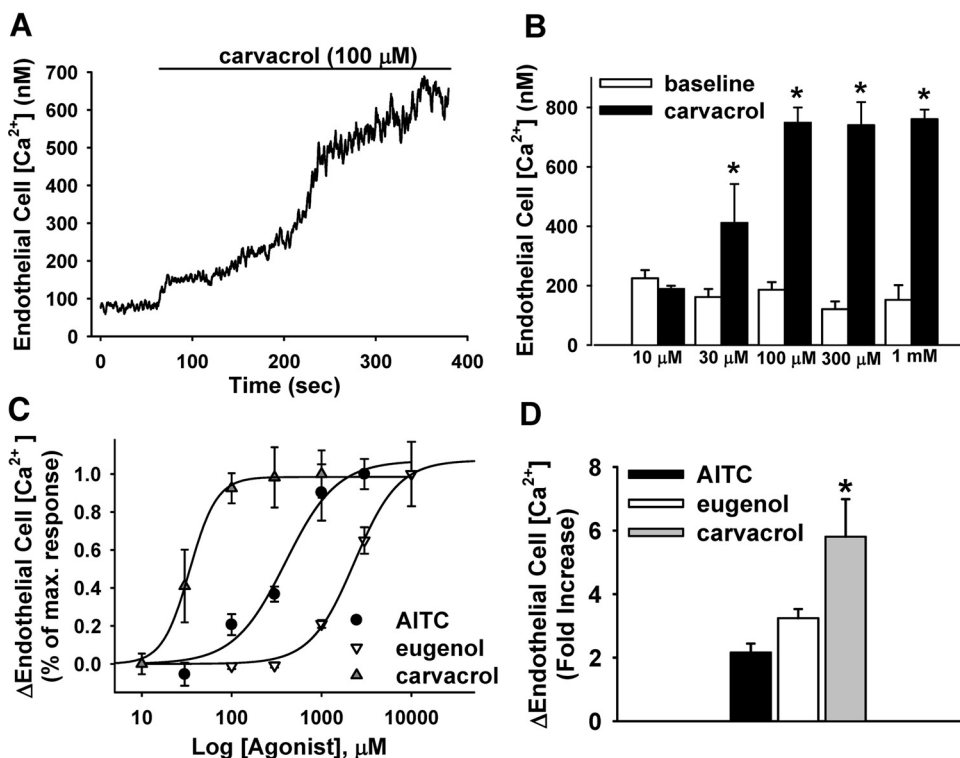 A
carvacrol (100 μM)
Endothelial Cell [Ca2+] (nM)
700
600
500
400
300
200
100
0
0
100
200
300
400
Time (sec)
B
baseline
carvacrol
Endothelial Cell [Ca2+] (nM)
800
600
400
200
0
*
*
*
*
10 μM
30 μM
100 μM
300 μM
1 mM
C
ΔEndothelial Cell [Ca2+]
(% of max. response)
1.0
0.8
0.6
0.4
0.2
0.0
AITC
eugenol
carvacrol
10
100
1000
10000
Log [Agonist], μM
D
ΔEndothelial Cell [Ca2+]
(Fold Increase)
8
6
4
2
0
AITC
eugenol
carvacrol
*